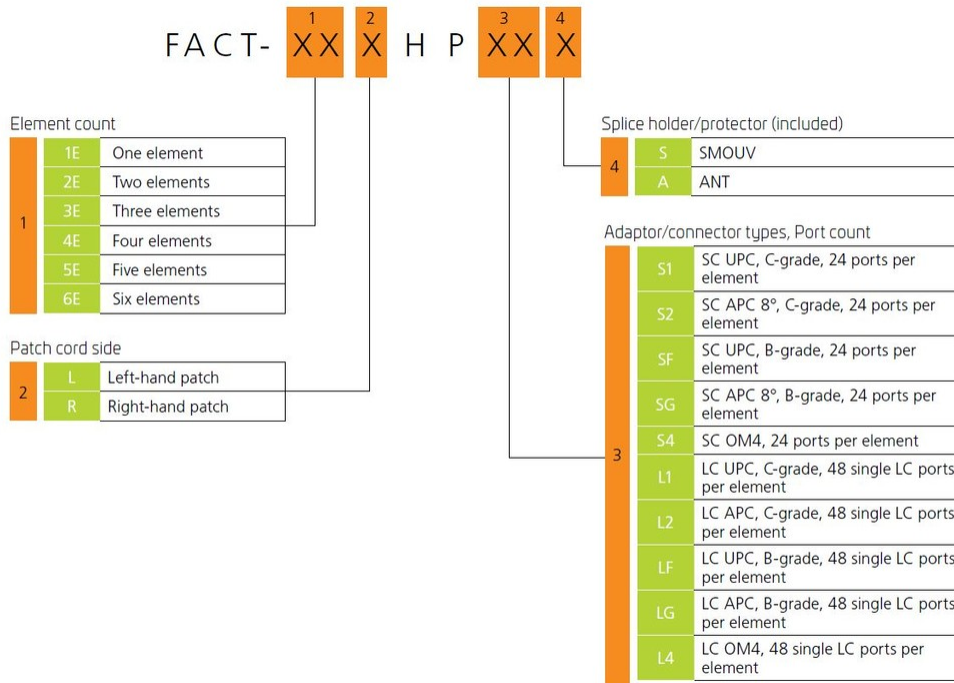 1 2 3 4
FACT- XX X H P XX X
Element count
1
1E One element
2E Two elements
3E Three elements
4E Four elements
5E Five elements
6E Six elements
Patch cord side
2
L Left-hand patch
R Right-hand patch
Splice holder/protector (included)
4
S SMOUV
A ANT
Adaptor/connector types, Port count
3
S1 SC UPC, C-grade, 24 ports per
element
S2 SC APC 8°, C-grade, 24 ports per
element
SF SC UPC, B-grade, 24 ports per
element
SG SC APC 8°, B-grade, 24 ports per
element
S4 SC OM4, 24 ports per element
L1 LC UPC, C-grade, 48 single LC ports
per element
L2 LC APC, C-grade, 48 single LC ports
per element
LF LC UPC, B-grade, 48 single LC ports
per element
LG LC APC, B-grade, 48 single LC ports
per element
L4 LC OM4, 48 single LC ports per
element